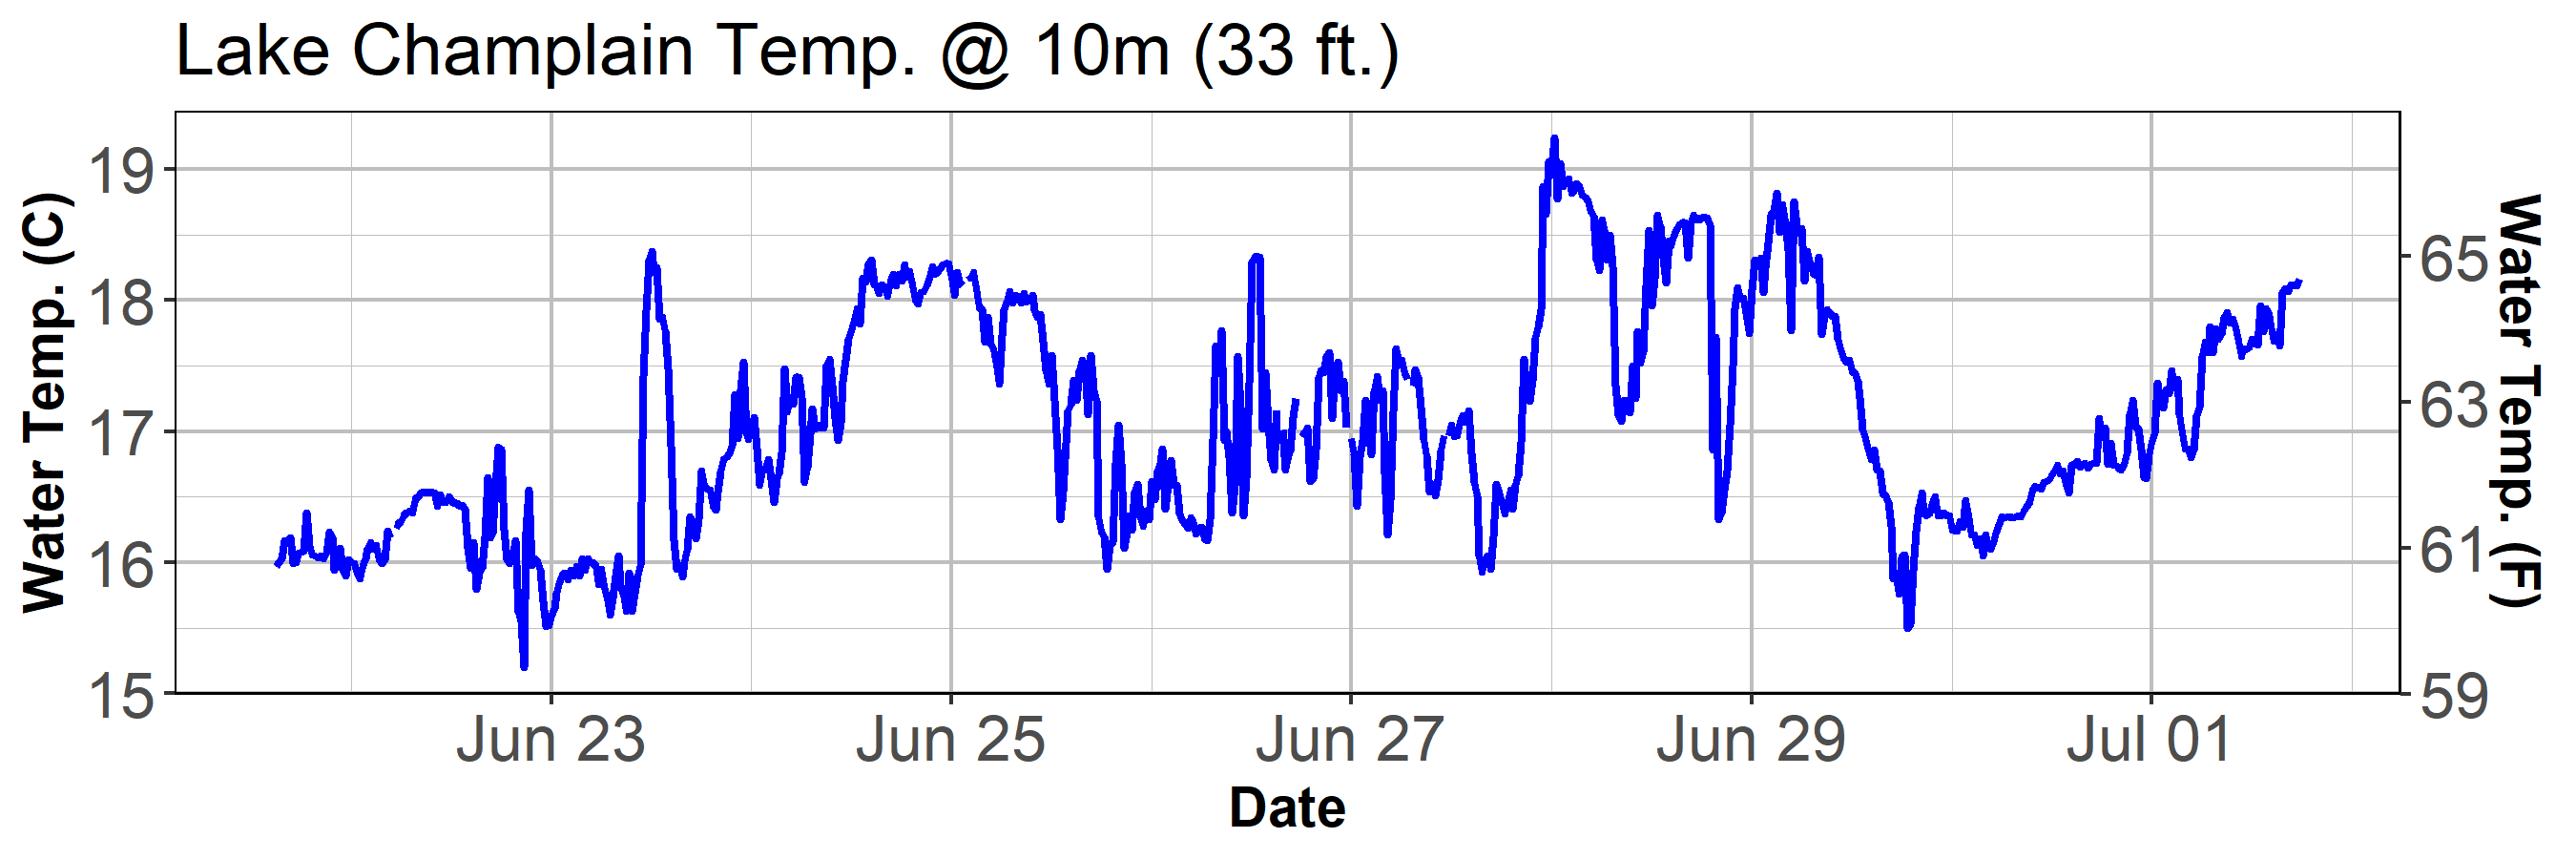 Lake Champlain Temp. @ 10m (33 ft.)
Water Temp. (C)
19
18
17
16
15
65
63
61
59
Water Temp. (F)
Jun 23 Jun 25 Jun 27 Jun 29 Jul 01
Date